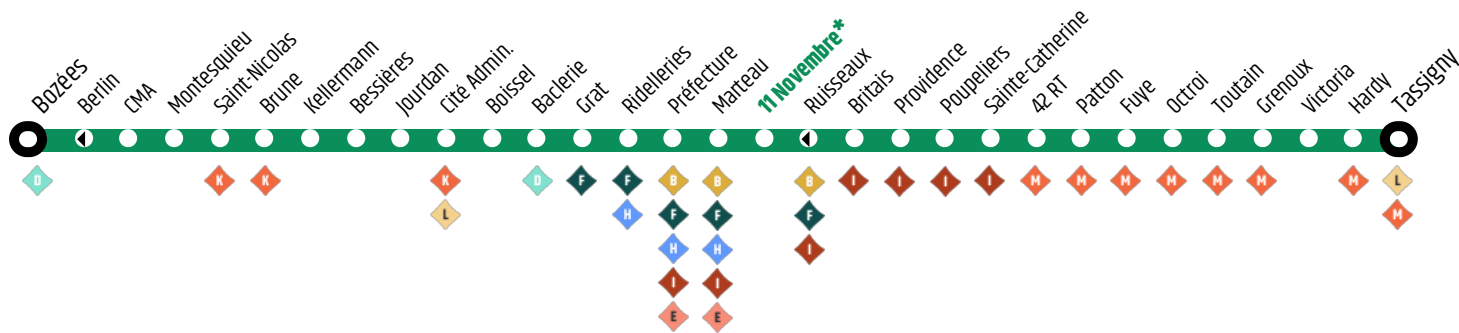 Bozées
Berlin
CMA
Montesquieu
Saint-Nicolas
Brune
Kellermann
Bessières
Jourdan
Cité Admin.
Boissel
Baclerie
Grat
Ridelleries
Préfecture
Matteau
11 Novembre*
Ruisseaux
Britais
Providence
Poupeliers
Sainte-Catherine
42 RT
Patton
Fuye
Octroi
Toutain
Grenoux
Victoria
Hardy
Tassigny
D K K K D F F B B B I I I I M M M M M M M L
L H F F F M
H H I
I I
E E